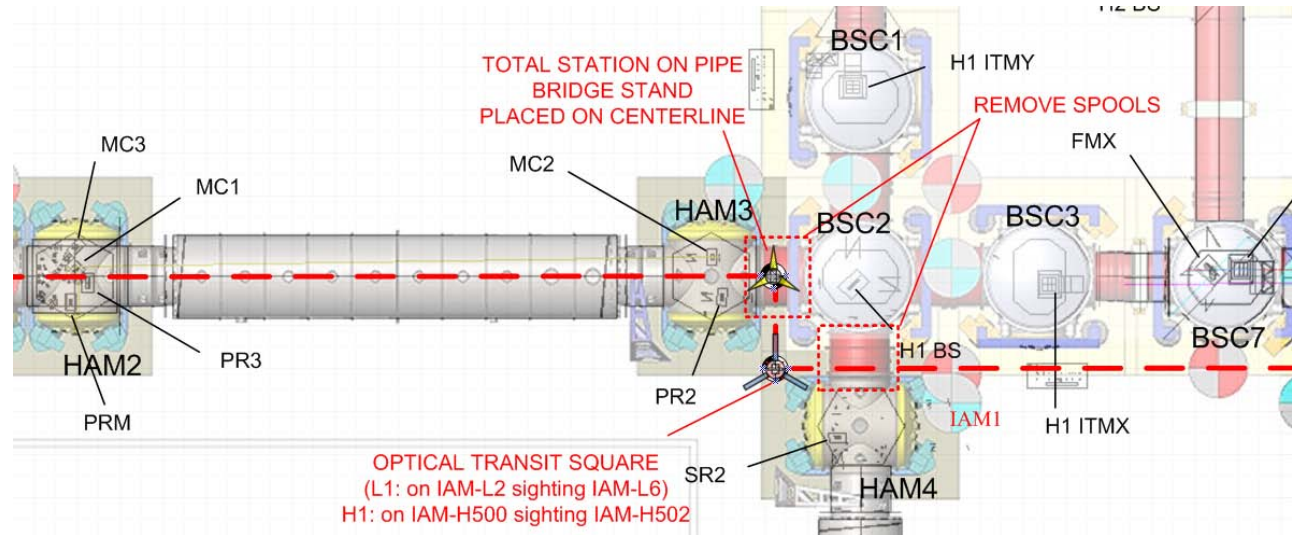 H2 BS
BSC1
H1 ITMY
TOTAL STATION ON PIPE
BRIDGE STAND
PLACED ON CENTERLINE
REMOVE SPOOLS
MC3
MC1
MC2
FMX
HAM3
BSC2
BSC3
HAM2
PR3
PRM
PR2
H1 BS
BSC7
IAM1
H1 ITMX
OPTICAL TRANSIT SQUARE
(L1: on IAM-L2 sighting IAM-L6)
H1: on IAM-H500 sighting IAM-H502
SR2
HAM4